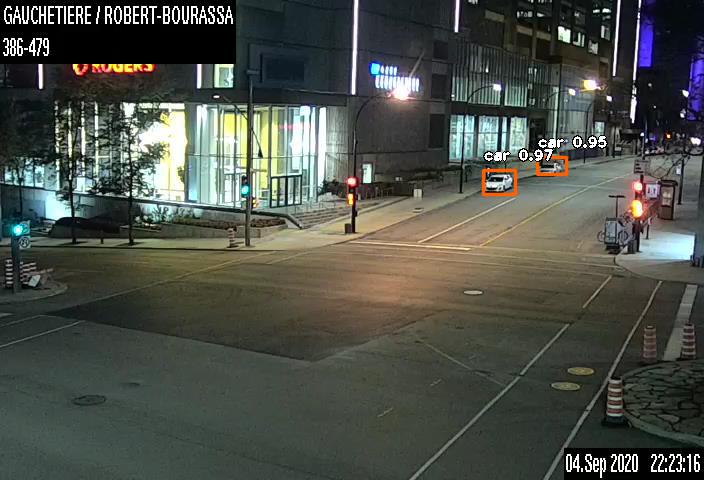 GAUCHETIERE / ROBERT-BOURASSA
386-479
ROGERS
car 0.95
car 0.97
04.Sep 2020 22:23:16